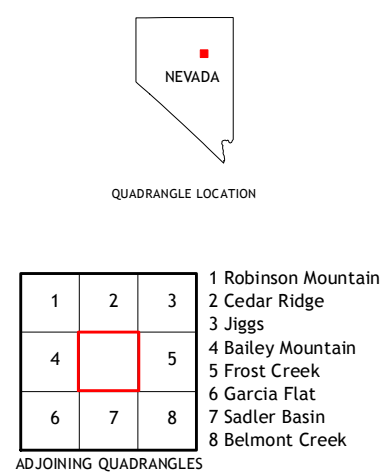 NEVADA
QUADRANGLE LOCATION
1 2 3
4 5
6 7 8
1 Robinson Mountain
2 Cedar Ridge
3 Jiggs
4 Bailey Mountain
5 Frost Creek
6 Garcia Flat
7 Sadler Basin
8 Belmont Creek
ADJOINING QUADRANGLES